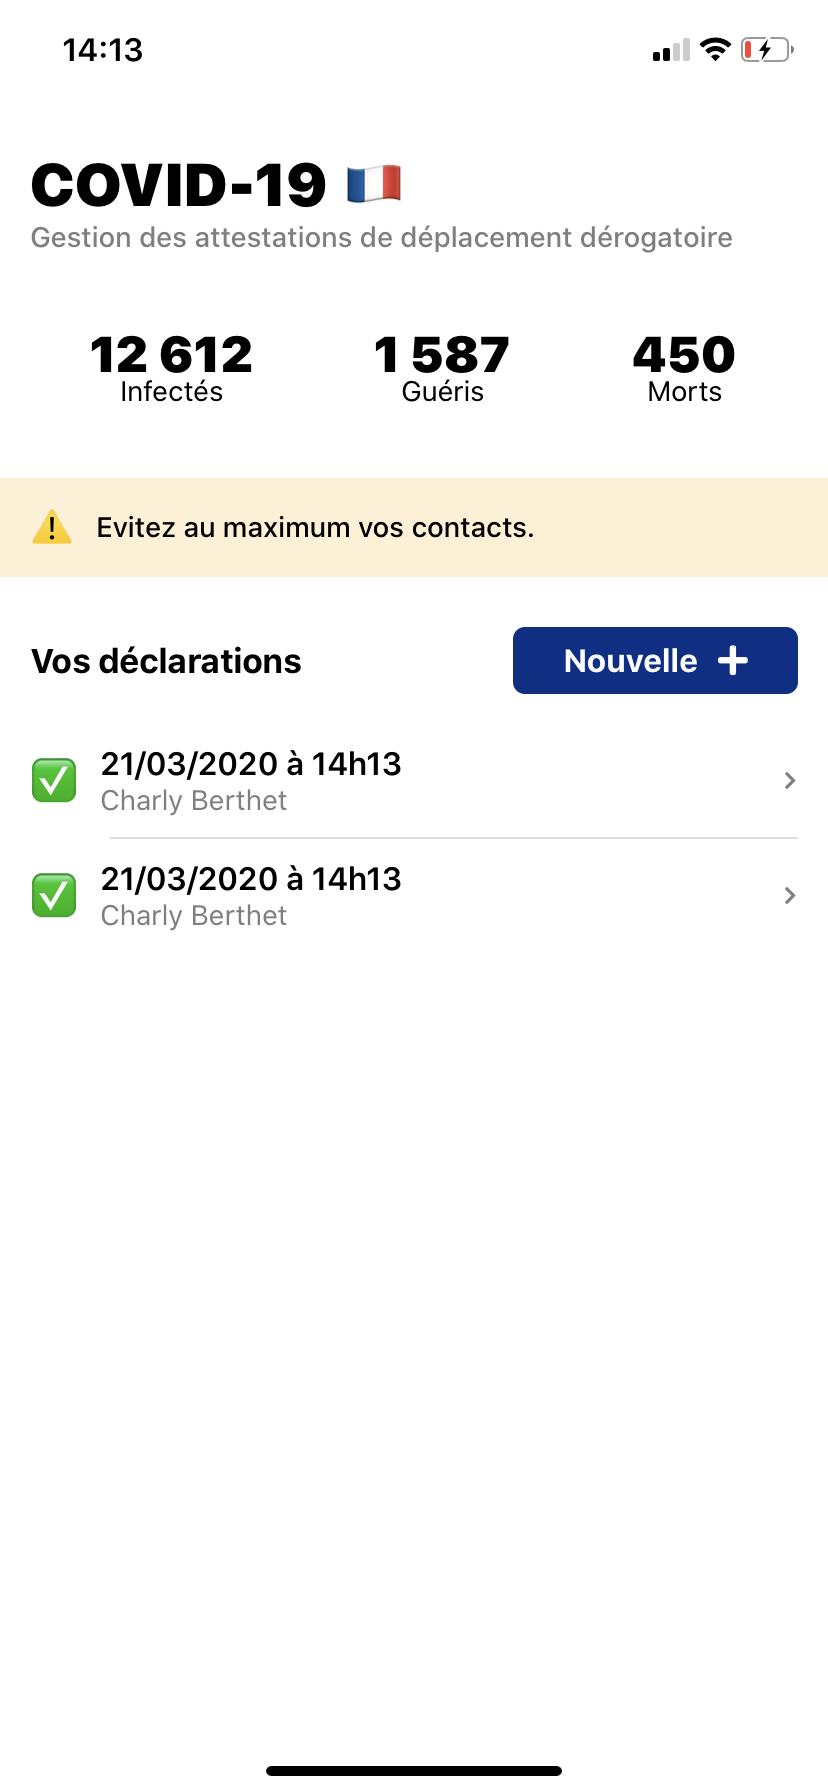 14:13
COVID-19 🇫🇷
Gestion des attestations de déplacement dérogatoire
12 612 1 587 450
Infectés Guéris Morts
Evitez au maximum vos contacts.
Vos déclarations Nouvelle +
21/03/2020 à 14h13
Charly Berthet
21/03/2020 à 14h13
Charly Berthet